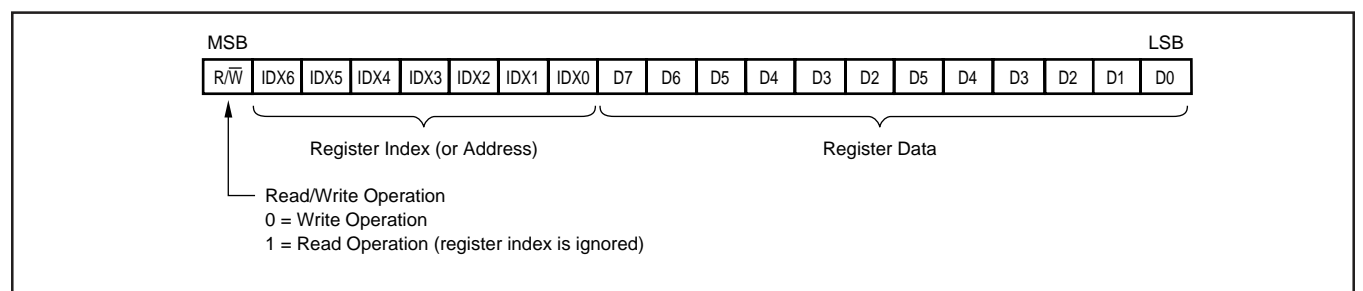 MSB LSB
R/W̅ IDX6 IDX5 IDX4 IDX3 IDX2 IDX1 IDX0 D7 D6 D5 D4 D3 D2 D5 D4 D3 D2 D1 D0
Register Index (or Address) Register Data
Read/Write Operation
0 = Write Operation
1 = Read Operation (register index is ignored)